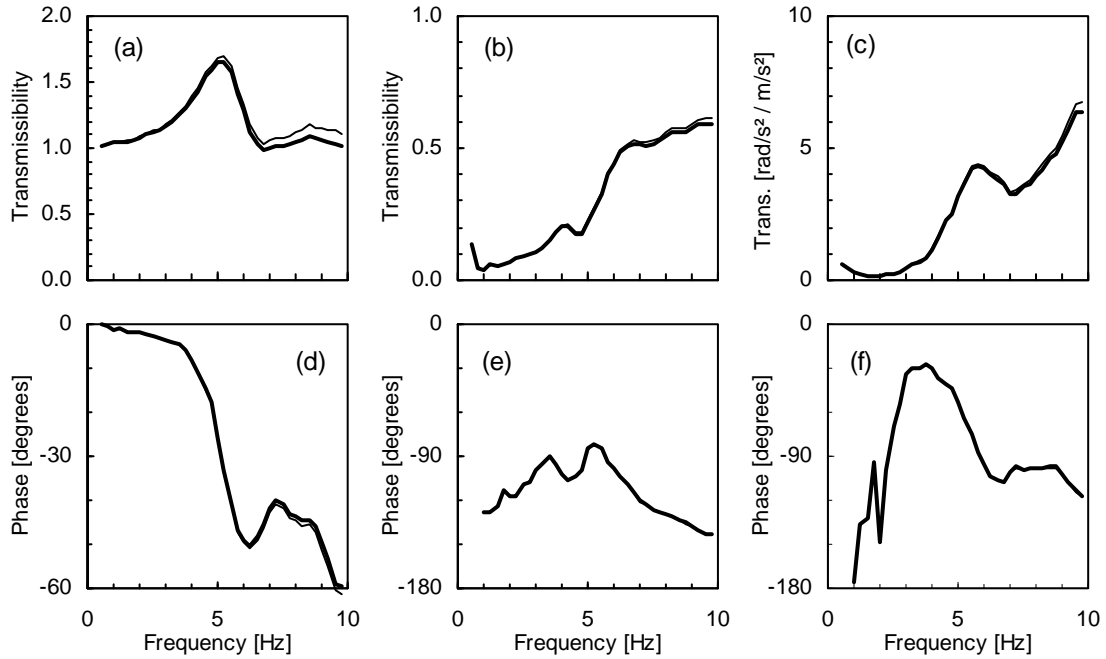 2.0
1.5
1.0
0.5
0.0
Transmissibility
(a)
1.0
0.5
0.0
Transmissibility
(b)
10
5
0
Trans. [rad/s² / m/s²]
(c)
0
-30
-60
Phase [degrees]
(d)
0 5 10
Frequency [Hz]
0
-90
-180
Phase [degrees]
(e)
0 5 10
Frequency [Hz]
0
-90
-180
Phase [degrees]
(f)
0 5 10
Frequency [Hz]